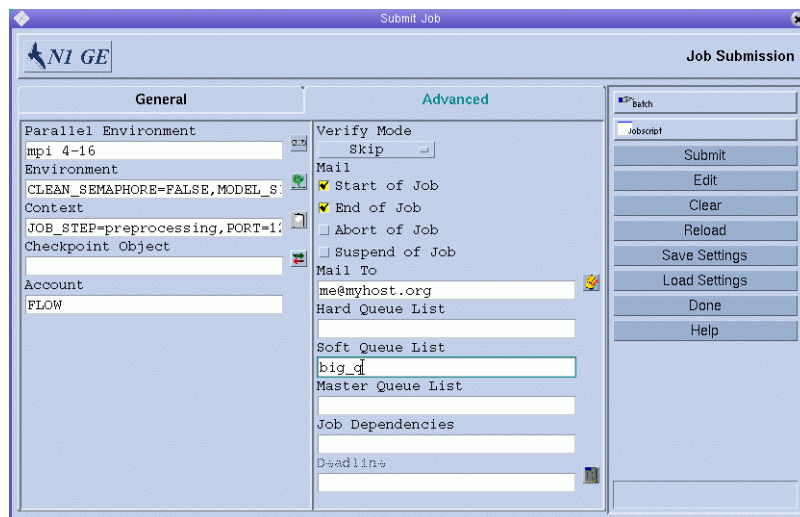 Submit Job
N1 GE
Job Submission
General
Advanced
Parallel Environment
mpi 4-16
Environment
CLEAN_SEMAPHORE=FALSE,MODEL_S
Context
JOB_STEP=preprocessing,PORT=12
Checkpoint Object
Account
FLOW
Verify Mode
Skip
Mail
Start of Job
End of Job
Abort of Job
Suspend of Job
Mail To
me@myhost.org
Hard Queue List
Soft Queue List
big_q
Master Queue List
Job Dependencies
Deadline
Batch
Jobscript
Submit
Edit
Clear
Reload
Save Settings
Load Settings
Done
Help